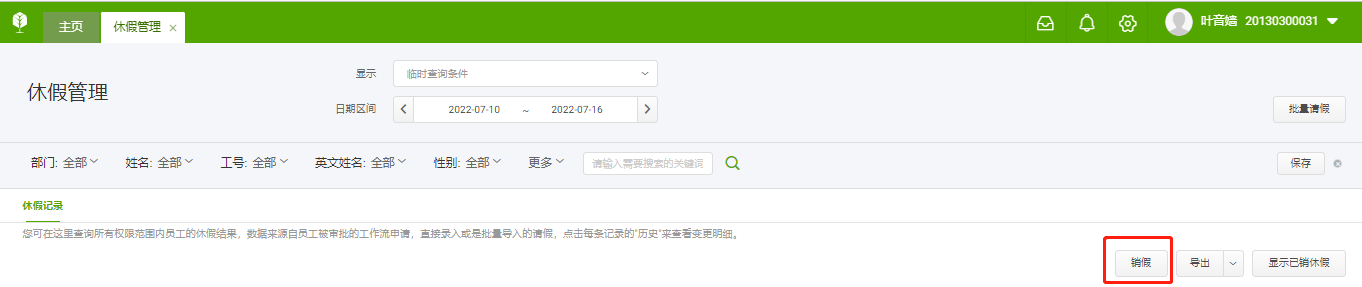 主页 休假管理 叶音嬉 20130300031
显示 临时查询条件
休假管理
日期区间 2022-07-10 ~ 2022-07-16 批量请假
部门: 全部 姓名: 全部 工号: 全部 英文姓名: 全部 性别: 全部 更多 请输入需要搜索的关键词 保存
休假记录
您可在这里查询所有权限范围内员工的休假结果，数据来源自员工被审批的工作流申请，直接录入或是批量导入的请假，点击每条记录的"历史"来查看变更明细。
销假 导出 显示已销休假